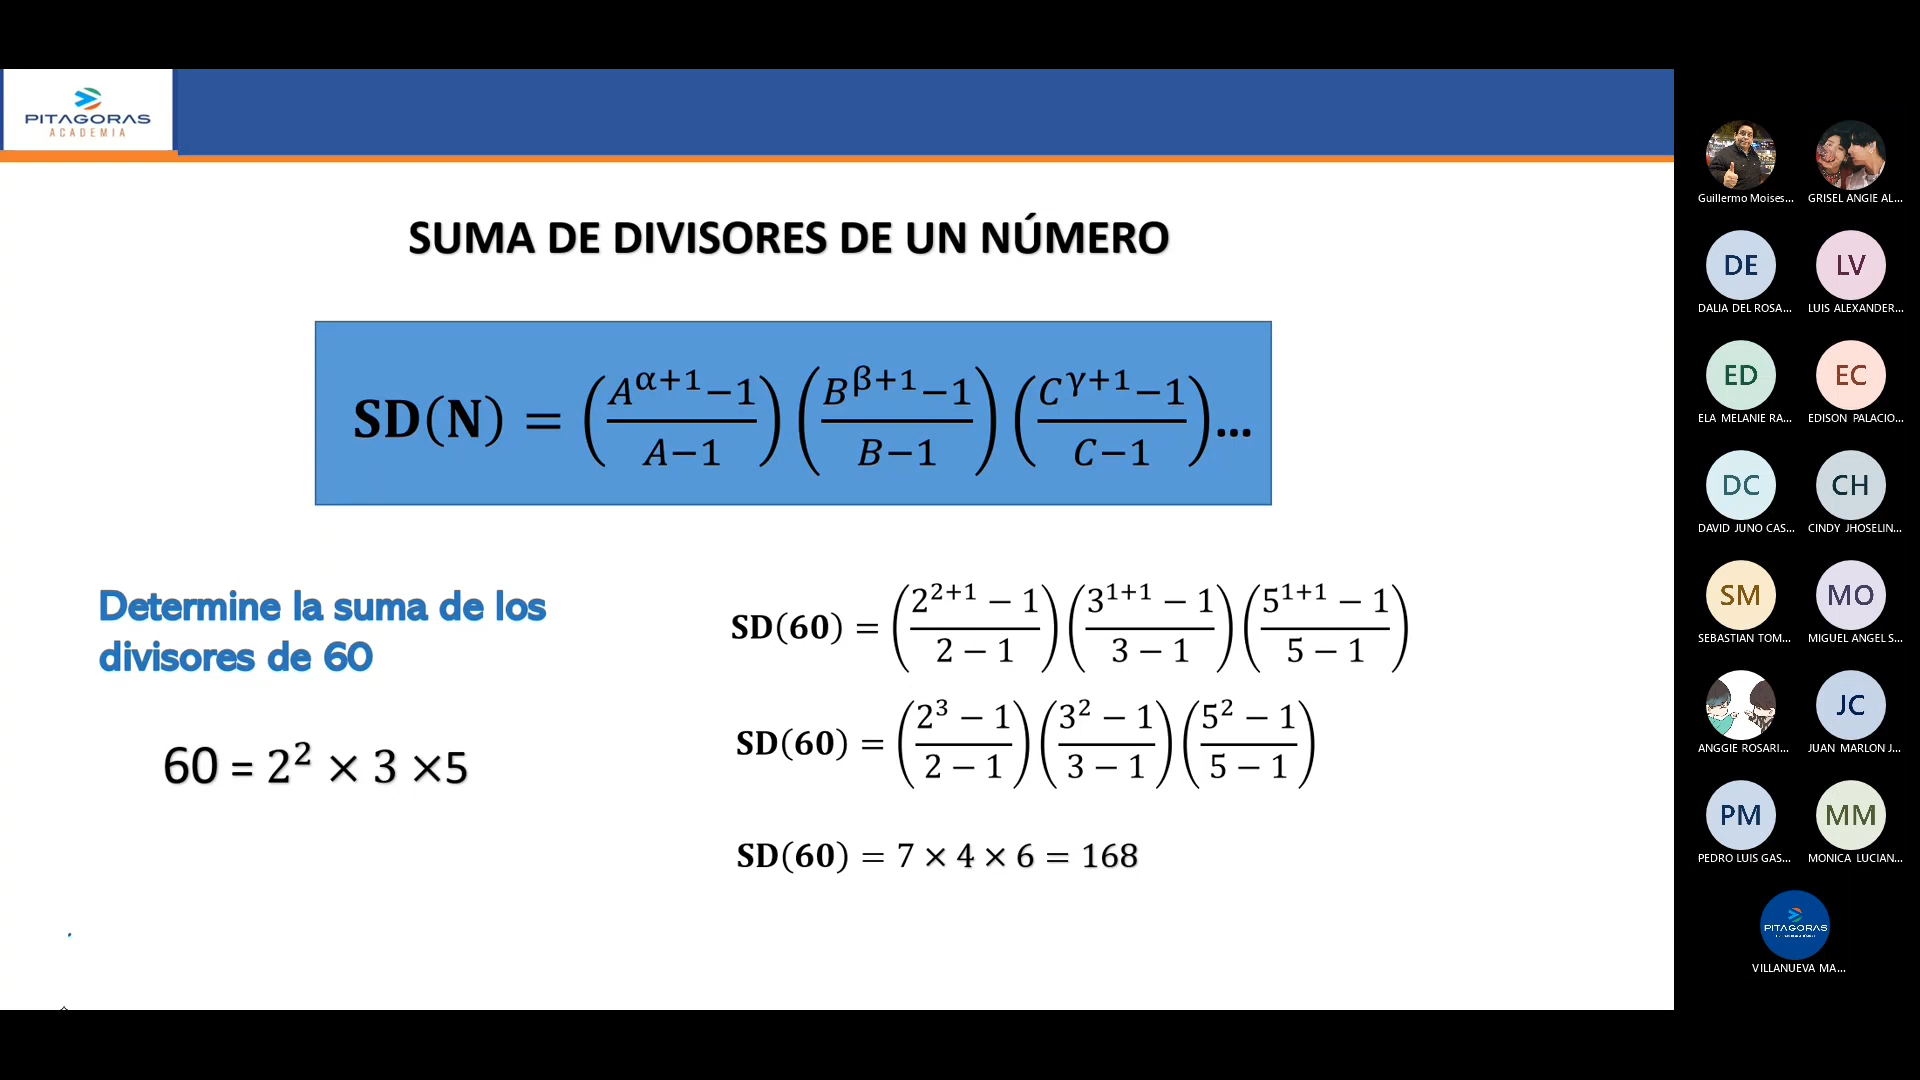 PITAGORAS
ACADEMIA
SUMA DE DIVISORES DE UN NÚMERO
SD(N) = ((A^(α+1)−1)/(A−1)) ((B^(β+1)−1)/(B−1)) ((C^(γ+1)−1)/(C−1))...
Determine la suma de los
divisores de 60
60 = 2² × 3 ×5
SD(60) = ((2^(2+1) − 1)/(2 − 1)) ((3^(1+1) − 1)/(3 − 1)) ((5^(1+1) − 1)/(5 − 1))
SD(60) = ((2³ − 1)/(2 − 1)) ((3² − 1)/(3 − 1)) ((5² − 1)/(5 − 1))
SD(60) = 7 × 4 × 6 = 168
Guillermo Moises...
GRISEL ANGIE AL...
DE
LV
DALIA DEL ROSA...
LUIS ALEXANDER...
ED
EC
ELA MELANIE RA...
EDISON PALACIO...
DC
CH
DAVID JUNO CAS...
CINDY JHOSELIN...
SM
MO
SEBASTIAN TOM...
MIGUEL ANGEL S...
JC
ANGGIE ROSARI...
JUAN MARLON J...
PM
MM
PEDRO LUIS GAS...
MONICA LUCIAN...
PITAGORAS
VILLANUEVA MA...